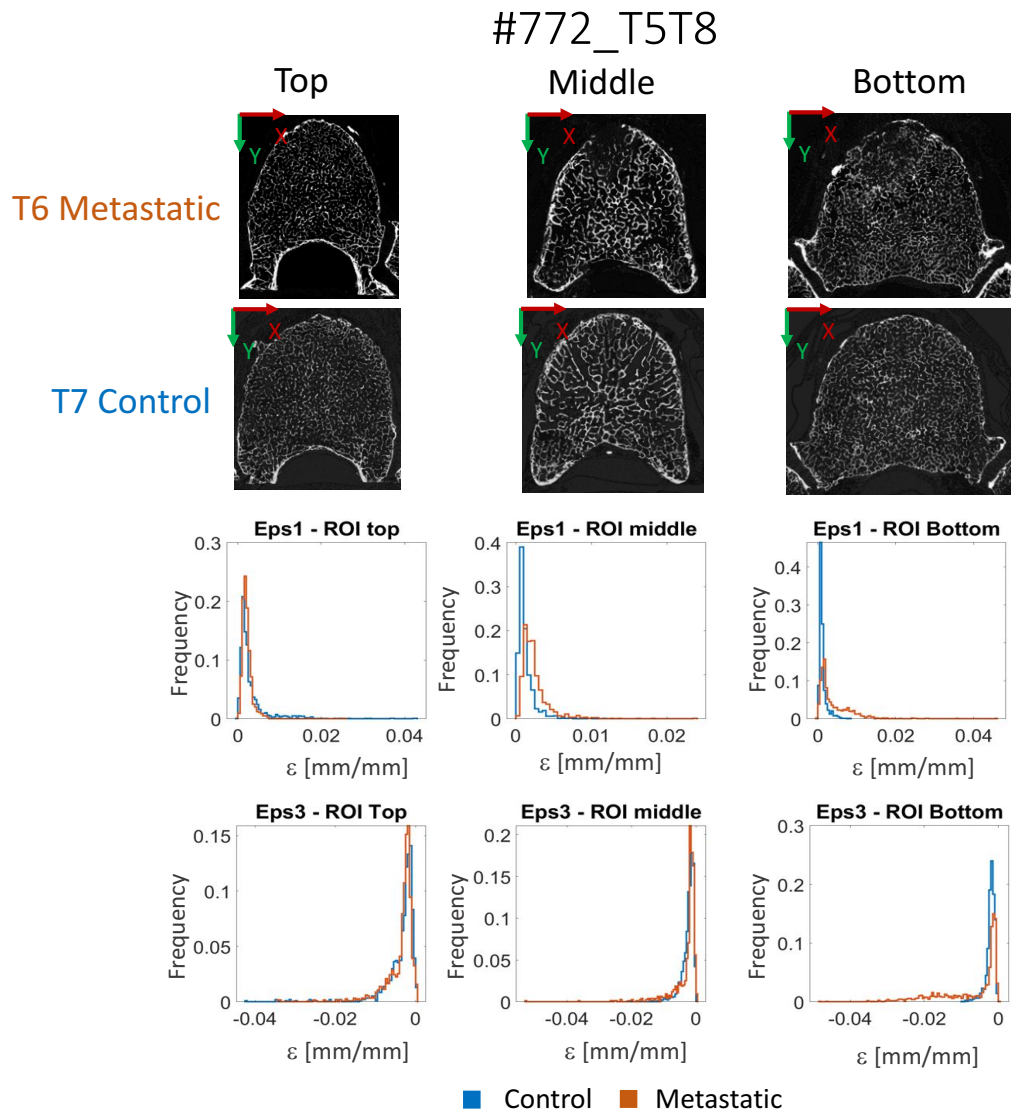 #772_T5T8
Top Middle Bottom
X X X
Y Y Y
T6 Metastatic
X X X
Y Y Y
T7 Control
Eps1 - ROI top Eps1 - ROI middle Eps1 - ROI Bottom
0.3 0.4
0.4
0.3
0.2 0.3
0.2 0.2
0.1
0.1 0.1
0 0 0
0 0.02 0.04 0 0.01 0.02 0 0.02 0.04
Frequency Frequency Frequency
ε [mm/mm] ε [mm/mm] ε [mm/mm]
Eps3 - ROI Top Eps3 - ROI middle Eps3 - ROI Bottom
0.15 0.2 0.3
0.15 0.2
0.1
0.1
0.05 0.1
0.05
0 0 0
-0.04 -0.02 0 -0.04 -0.02 0 -0.04 -0.02 0
Frequency Frequency Frequency
ε [mm/mm] ε [mm/mm] ε [mm/mm]
Control Metastatic